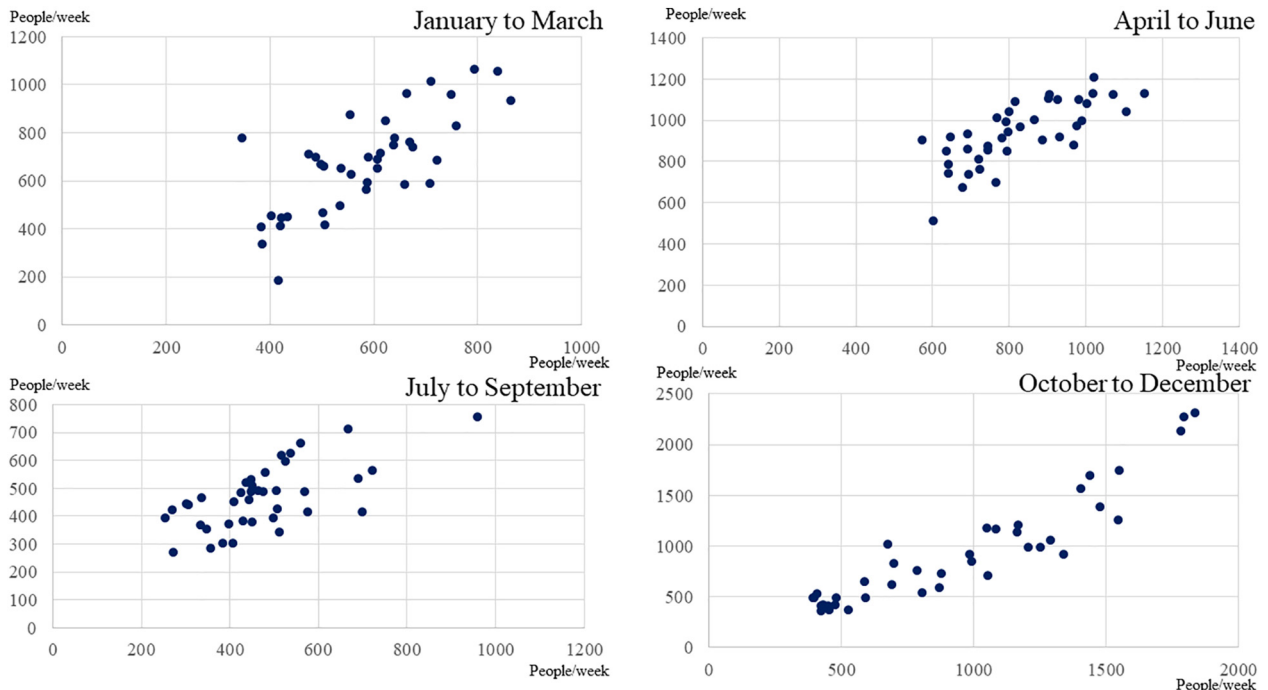 People/week
January to March
1200
1000
800
600
400
200
0
0 200 400 600 800 1000
People/week
People/week
April to June
1400
1200
1000
800
600
400
200
0
0 200 400 600 800 1000 1200 1400
People/week
People/week
July to September
800
700
600
500
400
300
200
100
0
0 200 400 600 800 1000 1200
People/week
People/week
October to December
2500
2000
1500
1000
500
0
0 500 1000 1500 2000
People/week